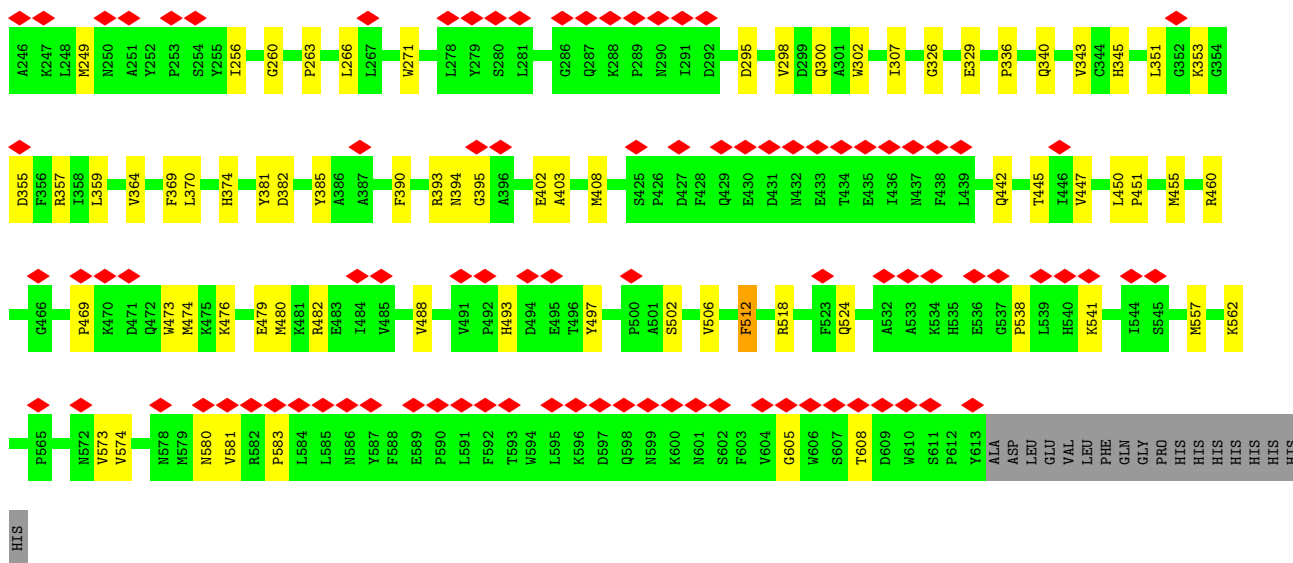 A246 K247 L248 M249 N250 A251 Y252 P253 S254 Y255 I256 G260 P263 L266 L267 W271 L278 Y279 S280 L281 G286 Q287 K288 P289 N290 I291 D292 D295 V298 D299 Q300 A301 W302 I307 G326 E329 P336 Q340 V343 C344 H345 L351 G352 K353 G354
D355 F356 R357 I358 L359 V364 F369 L370 H374 Y381 D382 Y385 A386 A387 F390 R393 N394 G395 A396 E402 A403 M408 S425 P426 D427 F428 Q429 E430 D431 N432 E433 T434 E435 I436 N437 F438 L439 Q442 T445 I446 V447 L450 P451 M455 R460
G466 P469 K470 D471 Q472 W473 M474 K475 K476 E479 M480 K481 R482 E483 I484 V485 V488 V491 P492 H493 D494 E495 T496 Y497 P500 A501 S502 V506 F512 R518 F523 Q524 A532 A533 K534 H535 E536 G537 P538 L539 H540 K541 I544 S545 M557 K562
P565 N572 V573 V574 N578 M579 N580 V581 R582 P583 L584 L585 N586 Y587 F588 E589 P590 L591 F592 T593 W594 L595 K596 D597 Q598 N599 K600 N601 S602 F603 V604 G605 W606 S607 T608 D609 W610 S611 P612 Y613 ALA ASP LEU GLU VAL LEU PHE GLN GLY PRO HIS HIS HIS HIS HIS HIS HIS
HIS